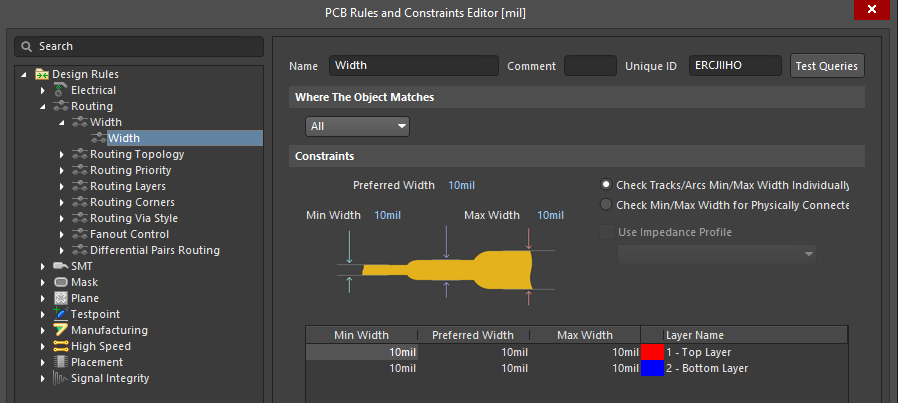 PCB Rules and Constraints Editor [mil]
Search
Design Rules
Electrical
Routing
Width
Width
Routing Topology
Routing Priority
Routing Layers
Routing Corners
Routing Via Style
Fanout Control
Differential Pairs Routing
SMT
Mask
Plane
Testpoint
Manufacturing
High Speed
Placement
Signal Integrity
Name Width Comment Unique ID ERCJIIHO Test Queries
Where The Object Matches
All
Constraints
Preferred Width 10mil
Min Width 10mil Max Width 10mil
Check Tracks/Arcs Min/Max Width Individually
Check Min/Max Width for Physically Connecte
Use Impedance Profile
Min Width Preferred Width Max Width Layer Name
10mil 10mil 10mil 1 - Top Layer
10mil 10mil 10mil 2 - Bottom Layer